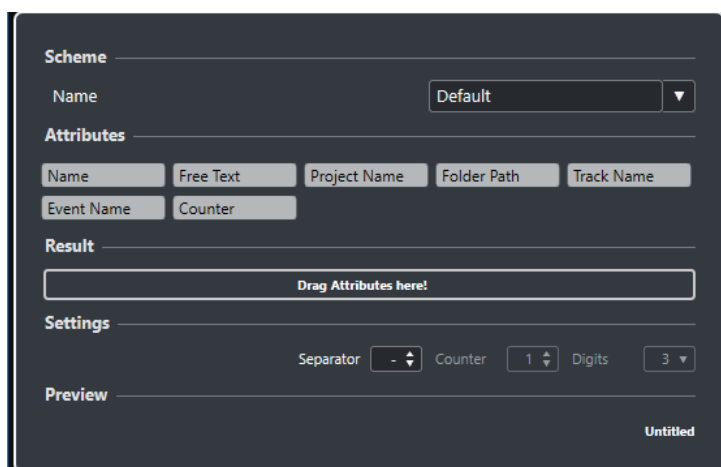 Scheme
Name Default
Attributes
Name Free Text Project Name Folder Path Track Name
Event Name Counter
Result
Drag Attributes here!
Settings
Separator - Counter 1 Digits 3
Preview
Untitled